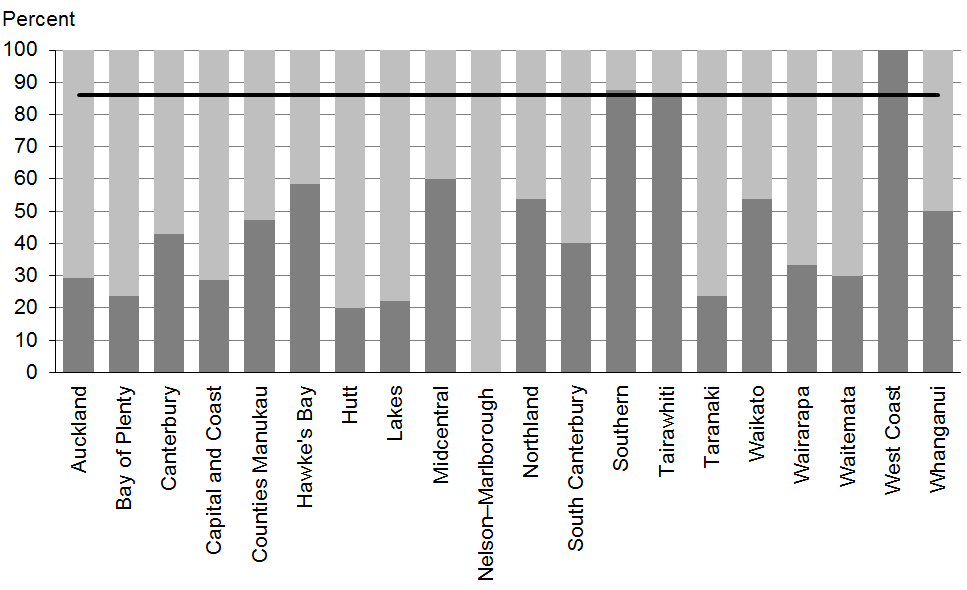 Percent
100
90
80
70
60
50
40
30
20
10
0
Auckland
Bay of Plenty
Canterbury
Capital and Coast
Counties Manukau
Hawke's Bay
Hutt
Lakes
Midcentral
Nelson–Marlborough
Northland
South Canterbury
Southern
Tairawhiti
Taranaki
Waikato
Wairarapa
Waitemata
West Coast
Whanganui